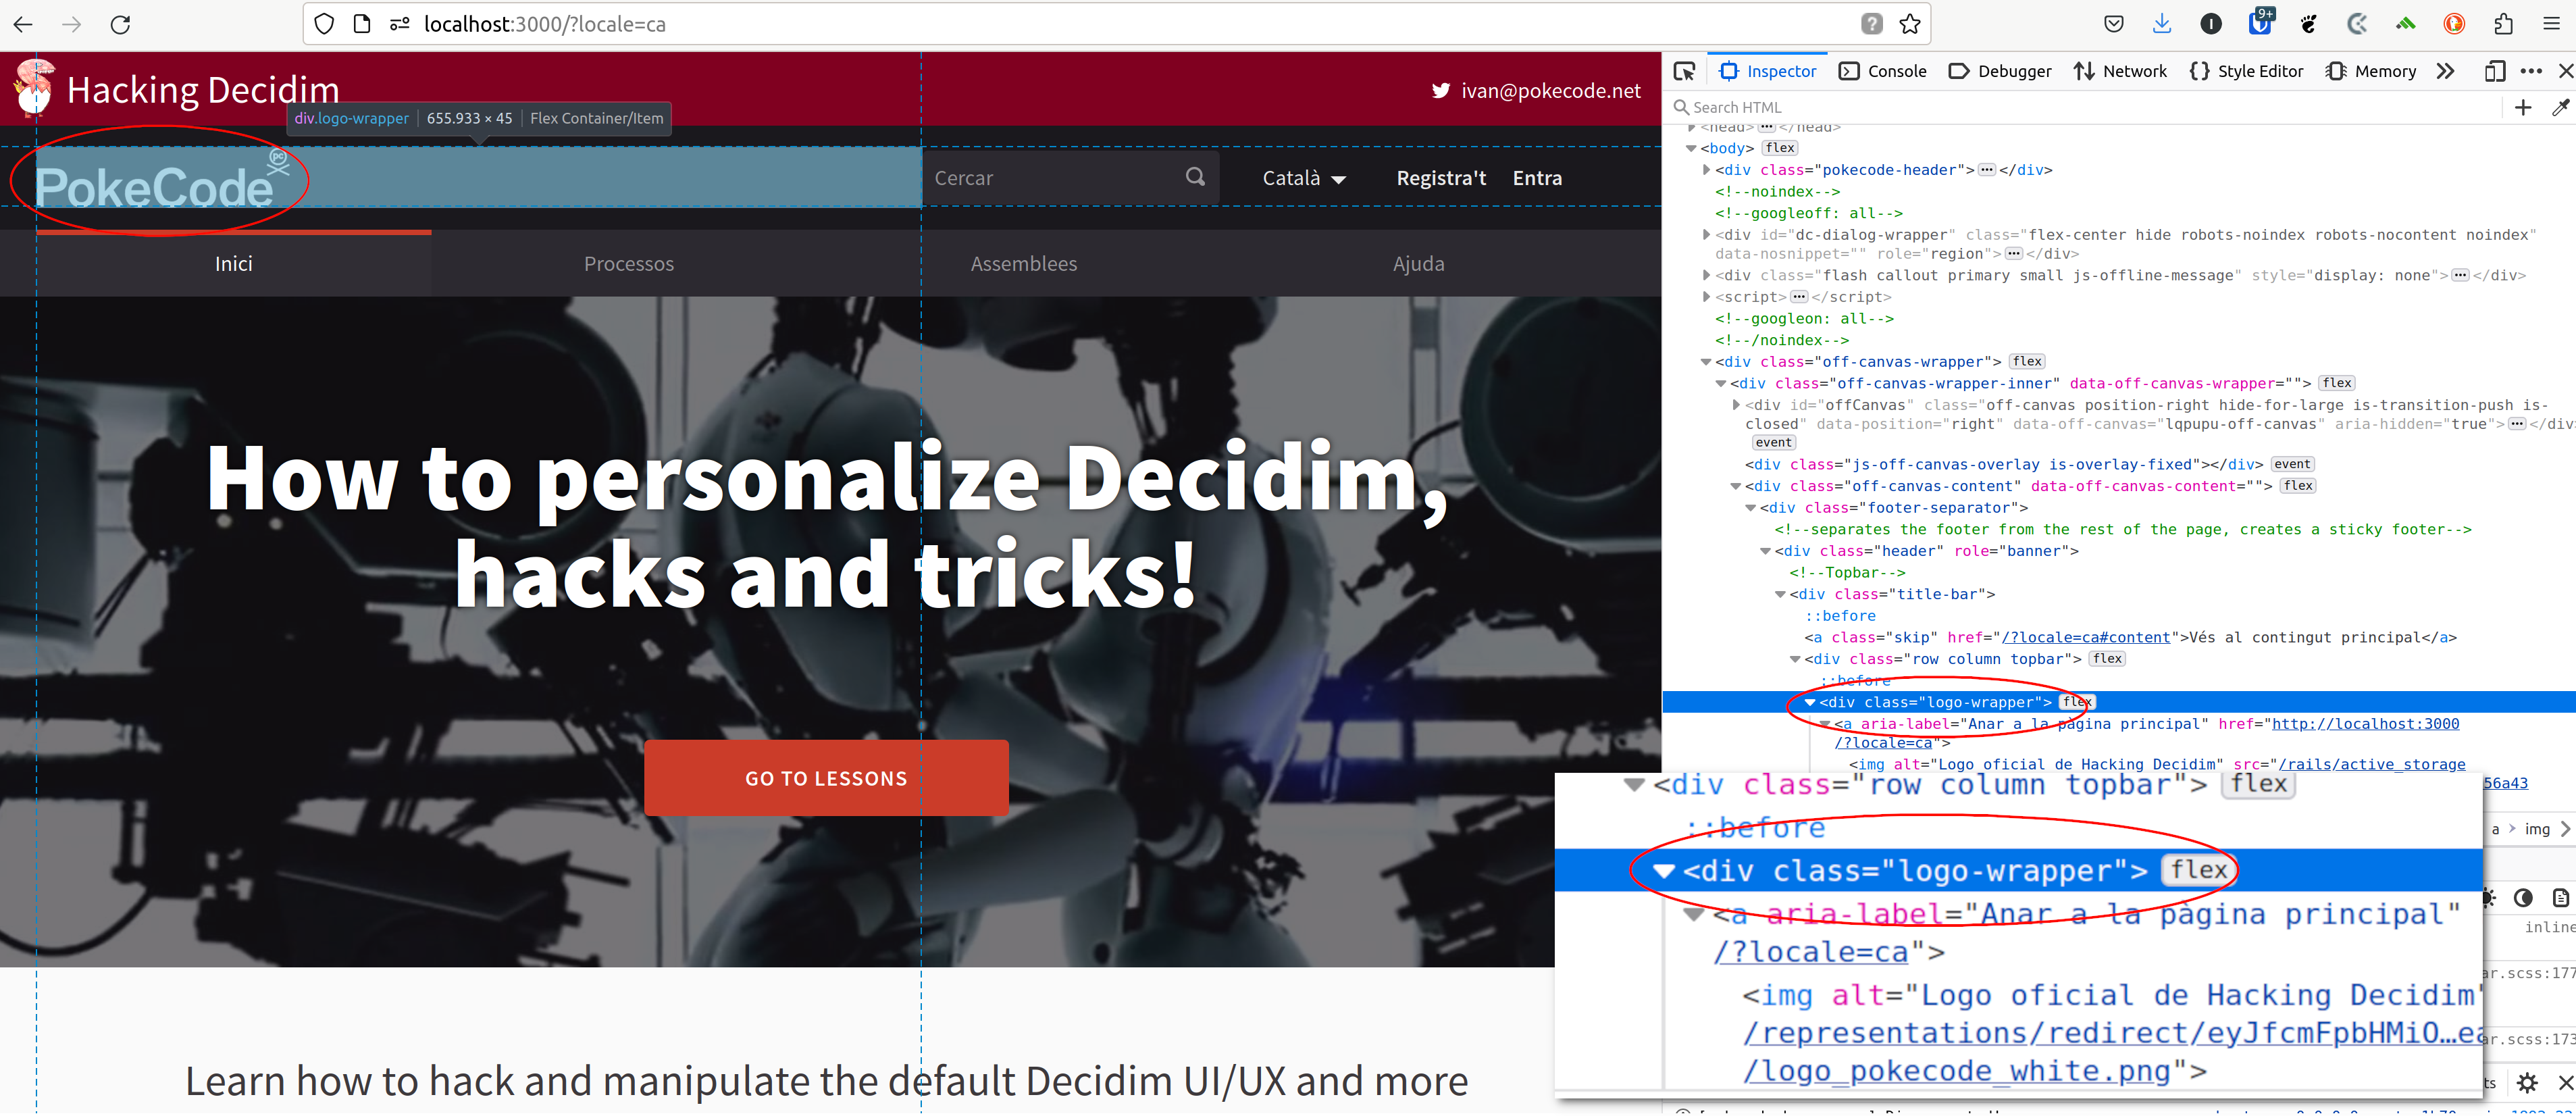 localhost:3000/?locale=ca
9+
Hacking Decidim
ivan@pokecode.net
div.logo-wrapper 655.933 × 45 Flex Container/Item
PokeCode
pc
Cercar
Català
Registra't
Entra
Inici
Processos
Assemblees
Ajuda
How to personalize Decidim,
hacks and tricks!
GO TO LESSONS
Learn how to hack and manipulate the default Decidim UI/UX and more
Inspector Console Debugger Network Style Editor Memory
Search HTML
<head> ··· </head>
<body> flex
<div class="pokecode-header"> ··· </div>
<!--noindex-->
<!--googleoff: all-->
<div id="dc-dialog-wrapper" class="flex-center hide robots-noindex robots-nocontent noindex"
data-nosnippet="" role="region"> ··· </div>
<div class="flash callout primary small js-offline-message" style="display: none"> ··· </div>
<script> ··· </script>
<!--googleon: all-->
<!--/noindex-->
<div class="off-canvas-wrapper"> flex
<div class="off-canvas-wrapper-inner" data-off-canvas-wrapper=""> flex
<div id="offCanvas" class="off-canvas position-right hide-for-large is-transition-push is-
closed" data-position="right" data-off-canvas="lqpupu-off-canvas" aria-hidden="true"> ··· </div
event
<div class="js-off-canvas-overlay is-overlay-fixed"></div> event
<div class="off-canvas-content" data-off-canvas-content=""> flex
<div class="footer-separator">
<!--separates the footer from the rest of the page, creates a sticky footer-->
<div class="header" role="banner">
<!--Topbar-->
<div class="title-bar">
::before
<a class="skip" href="/?locale=ca#content">Vés al contingut principal</a>
<div class="row column topbar"> flex
::before
<div class="logo-wrapper"> flex
<a aria-label="Anar a la pàgina principal" href="http://localhost:3000
/?locale=ca">
<img alt="Logo oficial de Hacking Decidim" src="/rails/active_storage
56a43
a > img
inline
ar.scss:177
ar.scss:173
ts
<div class="row column topbar"> flex
::before
<div class="logo-wrapper"> flex
<a aria-label="Anar a la pàgina principal"
/?locale=ca">
<img alt="Logo oficial de Hacking Decidim"
/representations/redirect/eyJfcmFpbHMiO…ea
/logo_pokecode_white.png">